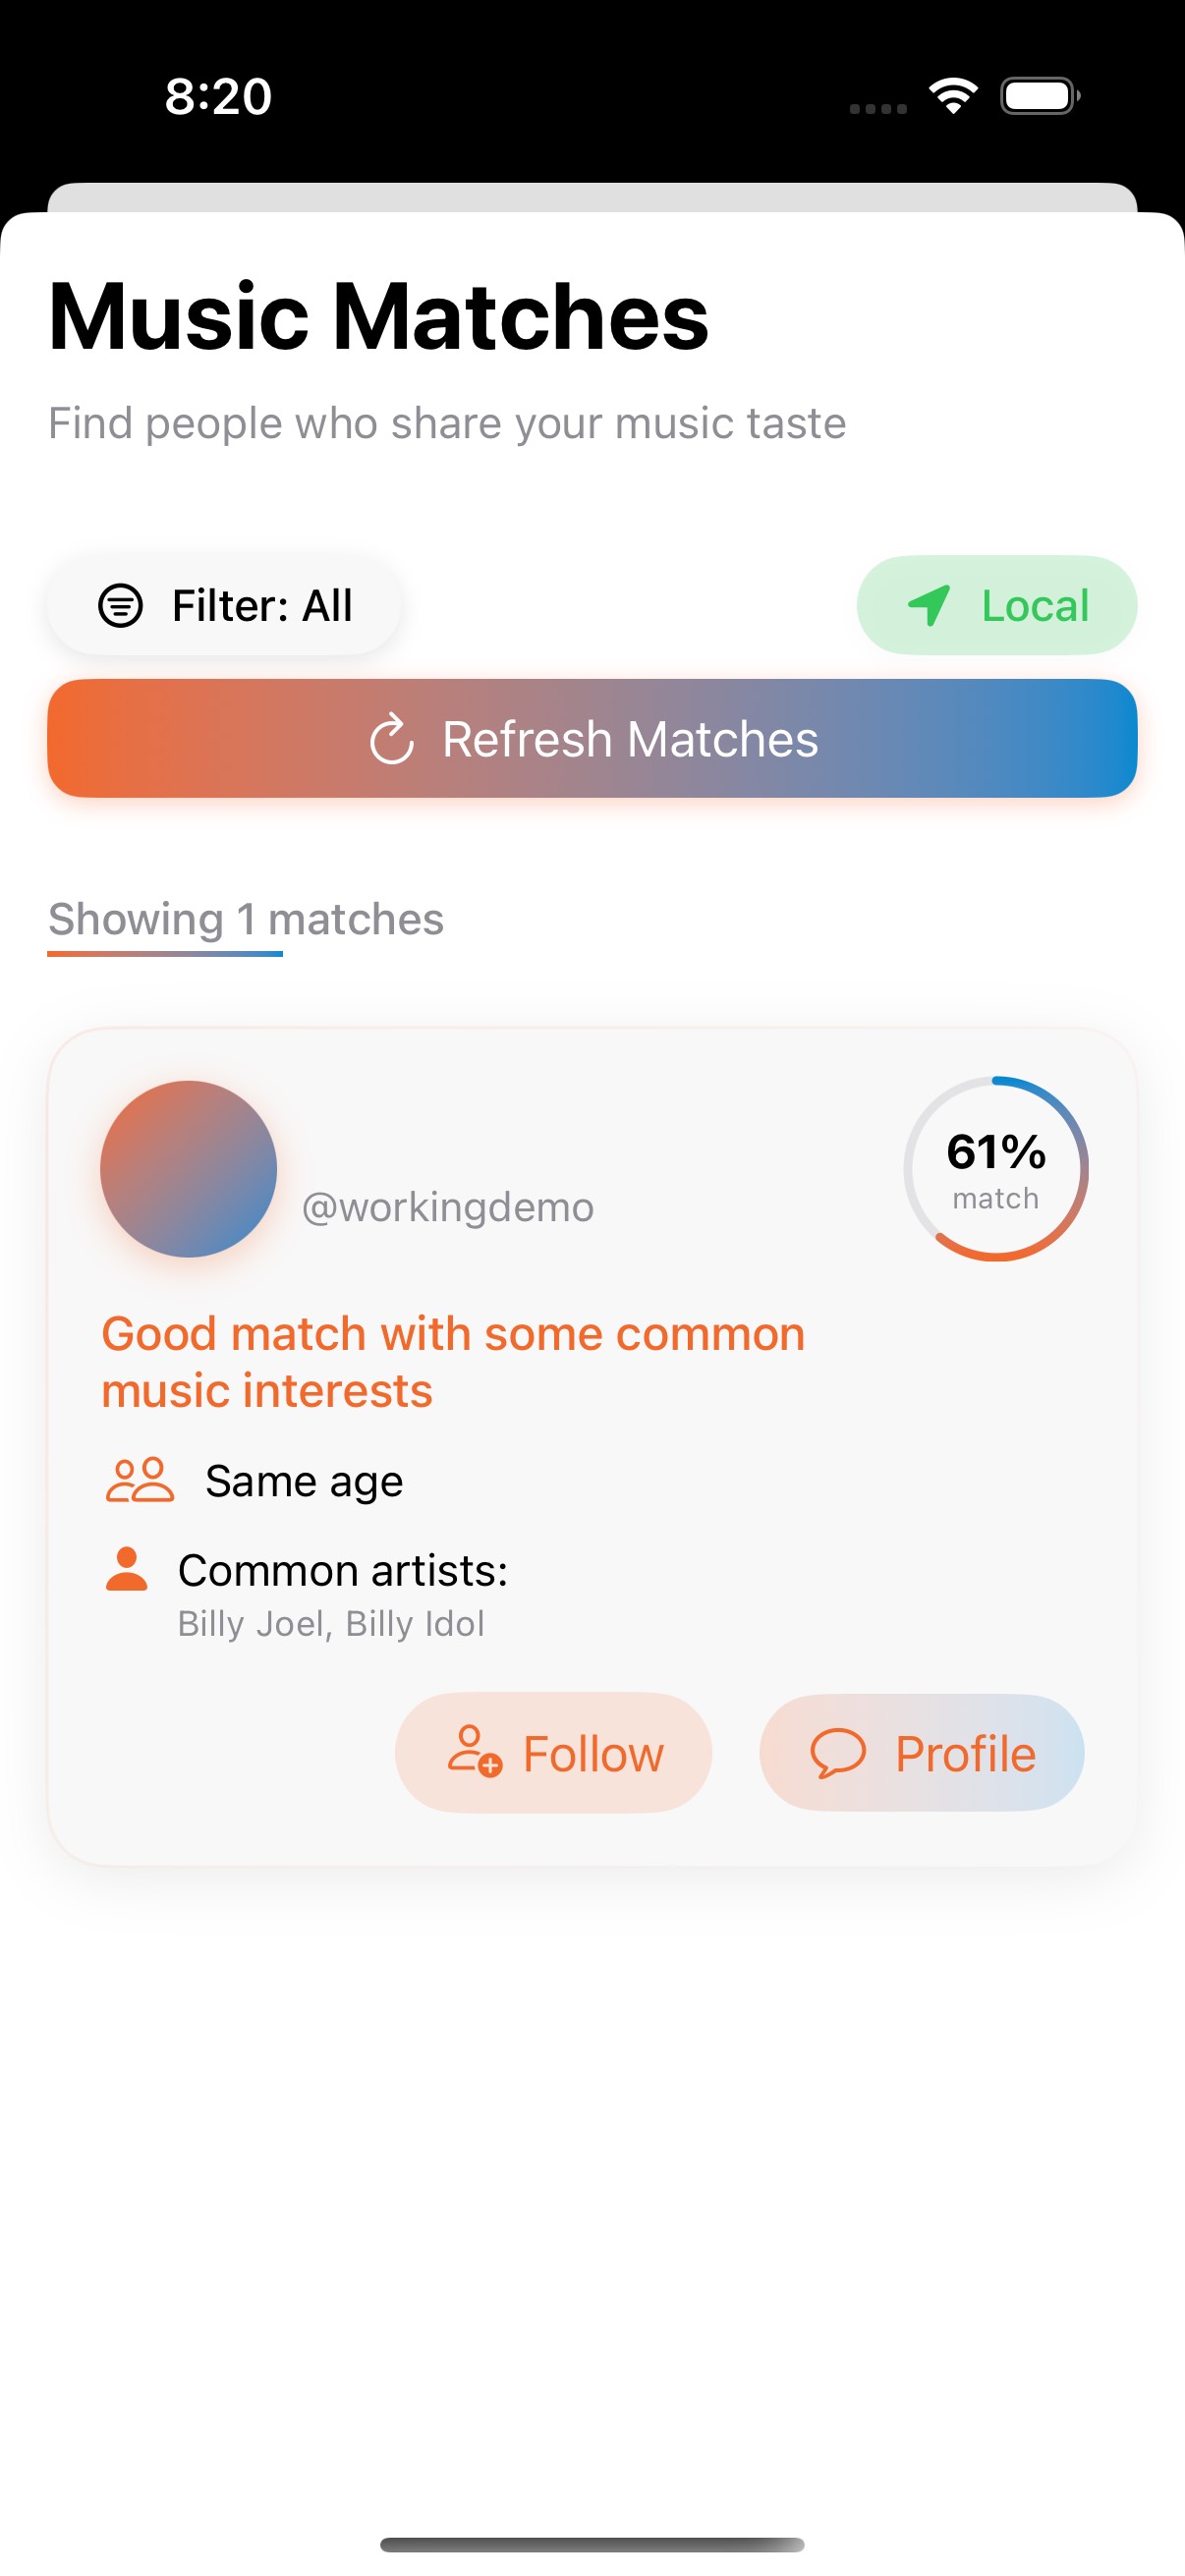 8:20
Music Matches
Find people who share your music taste
Filter: All
Local
Refresh Matches
Showing 1 matches
@workingdemo
61%
match
Good match with some common
music interests
Same age
Common artists:
Billy Joel, Billy Idol
Follow
Profile